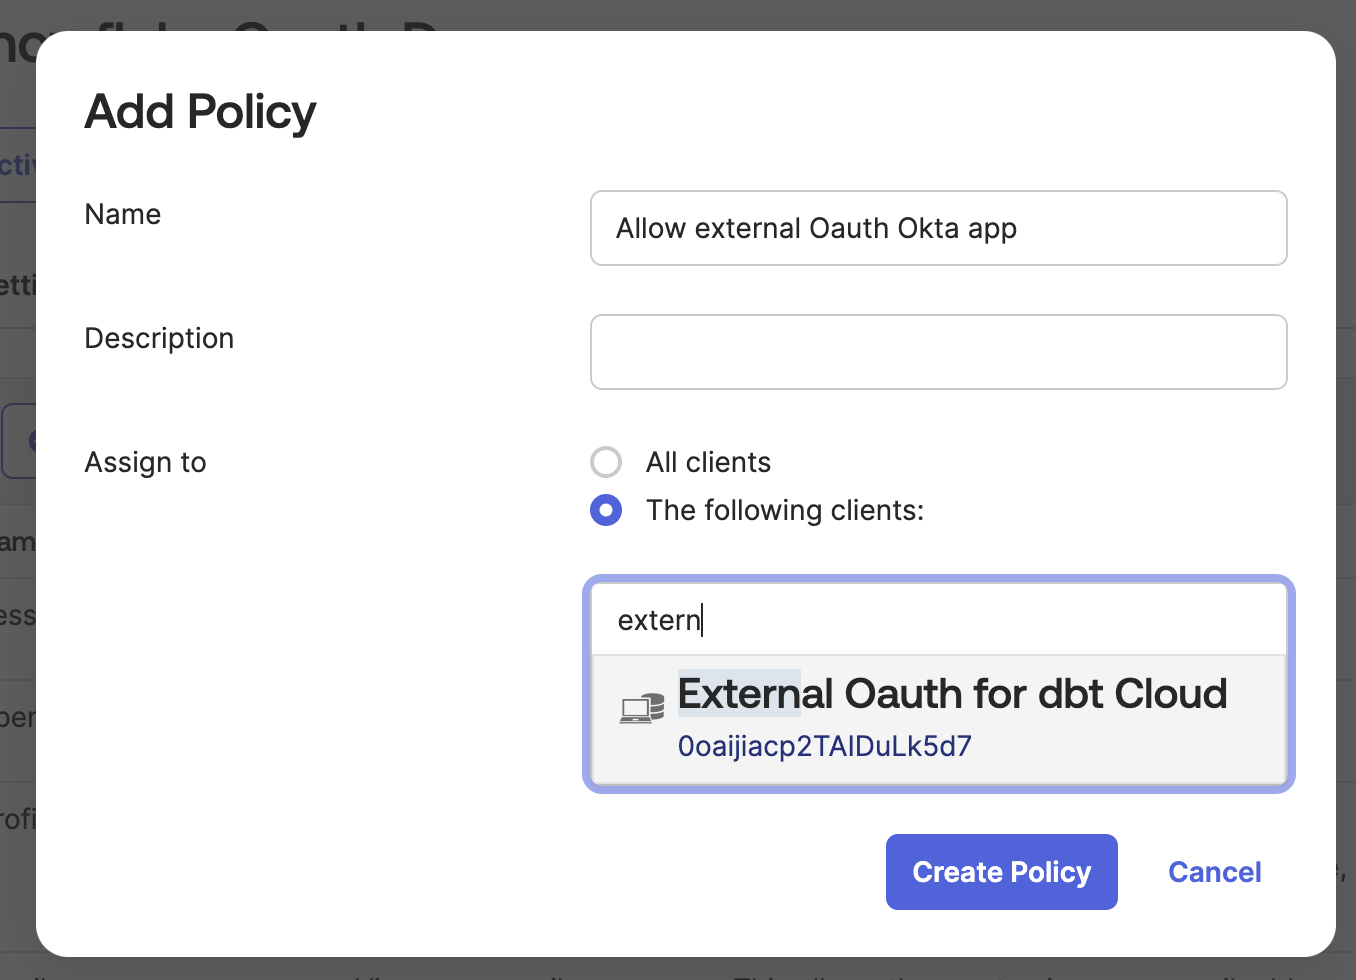 Add Policy
Name
Allow external Oauth Okta app
Description
Assign to
All clients
The following clients:
extern
External Oauth for dbt Cloud
0oaijiacp2TAIDuLk5d7
Create Policy
Cancel